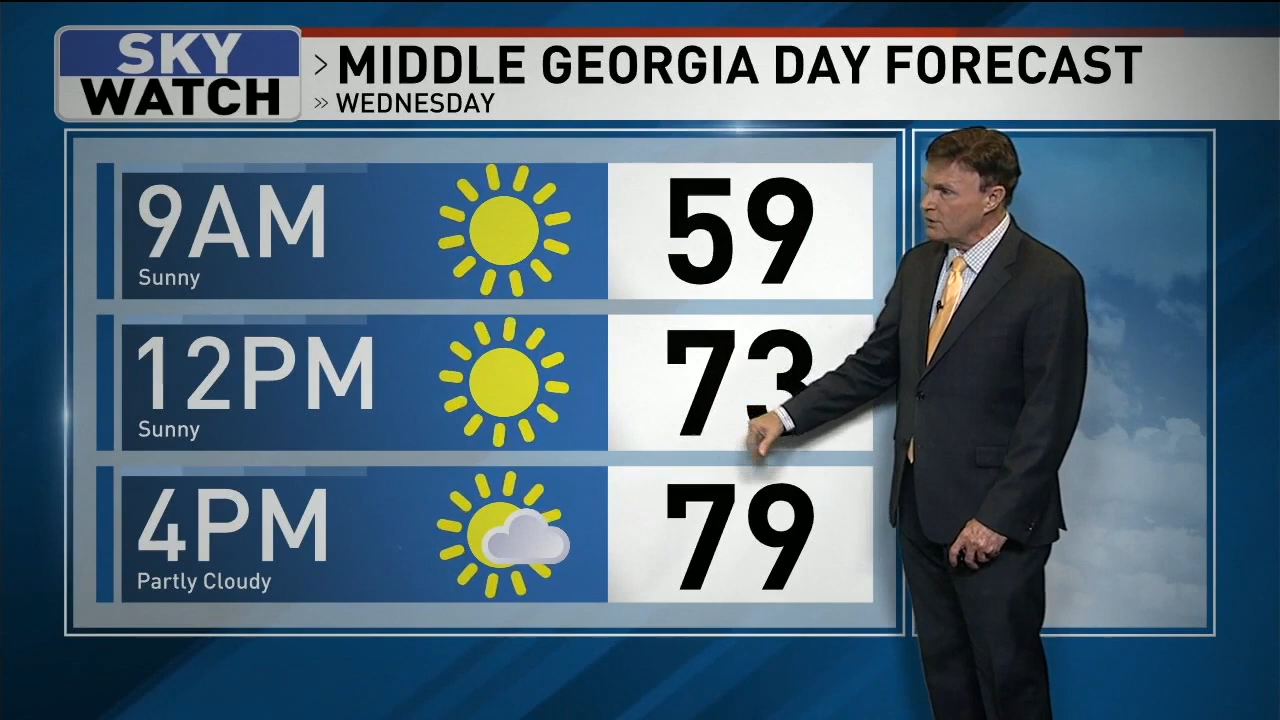 SKY
WATCH
> MIDDLE GEORGIA DAY FORECAST
» WEDNESDAY
9AM
Sunny
59
12PM
Sunny
73
4PM
Partly Cloudy
79